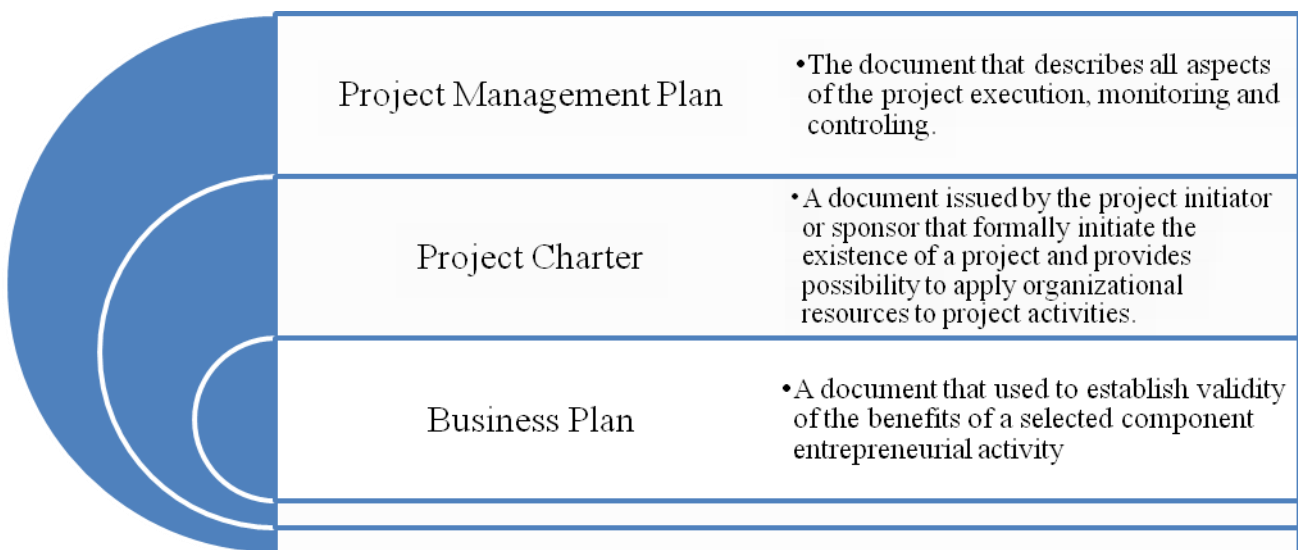 Project Management Plan
•The document that describes all aspects
of the project execution, monitoring and
controling.
Project Charter
•A document issued by the project initiator
or sponsor that formally initiate the
existence of a project and provides
possibility to apply organizational
resources to project activities.
Business Plan
•A document that used to establish validity
of the benefits of a selected component
entrepreneurial activity